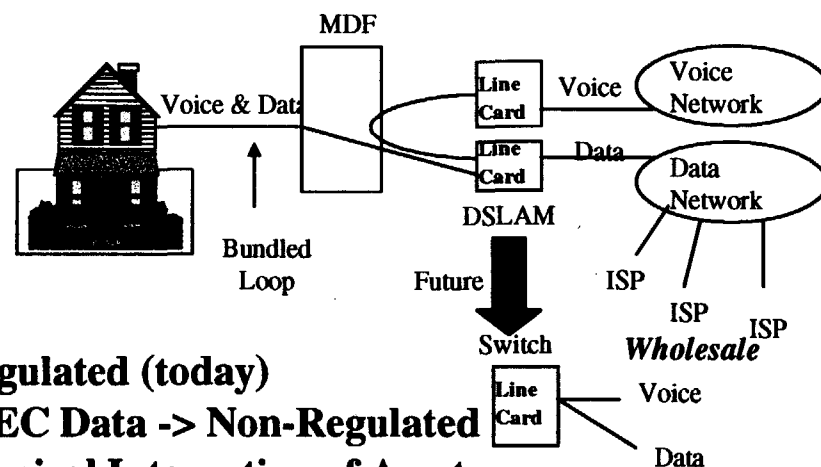 MDF
Voice & Data
Line Card
Voice
Voice Network
Line Card
Data
Data Network
DSLAM
Bundled Loop
Future
ISP
ISP
ISP
Wholesale
Switch
gulated (today)
EC Data -> Non-Regulated
Line Card
Voice
Data